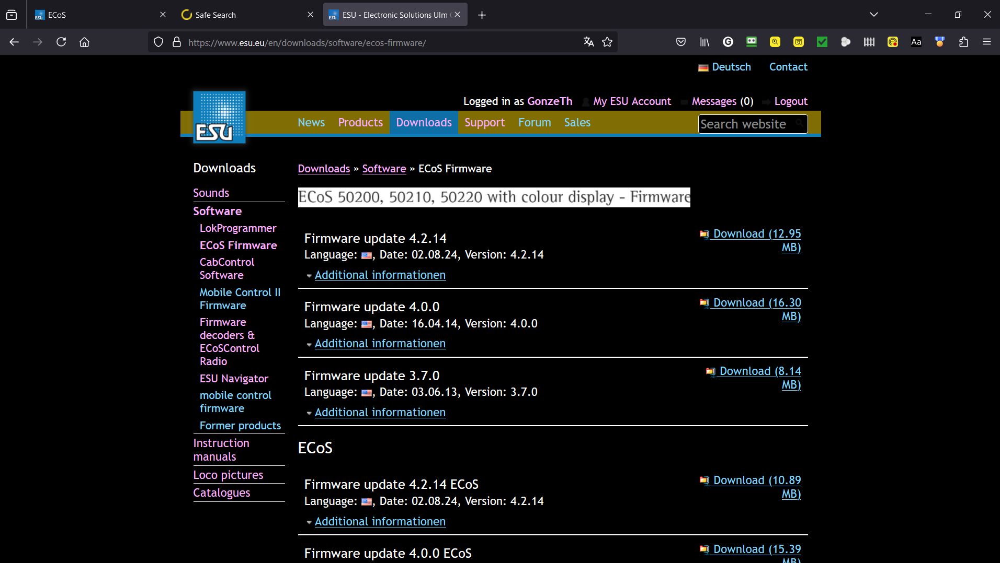 ECoS
Safe Search
ESU - Electronic Solutions Ulm
https://www.esu.eu/en/downloads/software/ecos-firmware/
Deutsch Contact
Logged in as GonzeTh My ESU Account Messages (0) Logout
ESU
News Products Downloads Support Forum Sales
Search website
Downloads
Sounds
Software
LokProgrammer
ECoS Firmware
CabControl
Software
Mobile Control II
Firmware
Firmware
decoders &
ECoSControl
Radio
ESU Navigator
mobile control
firmware
Former products
Instruction
manuals
Loco pictures
Catalogues
Downloads » Software » ECoS Firmware
ECoS 50200, 50210, 50220 with colour display - Firmware
Firmware update 4.2.14
Language: , Date: 02.08.24, Version: 4.2.14
Additional informationen
Download (12.95
MB)
Firmware update 4.0.0
Language: , Date: 16.04.14, Version: 4.0.0
Additional informationen
Download (16.30
MB)
Firmware update 3.7.0
Language: , Date: 03.06.13, Version: 3.7.0
Additional informationen
Download (8.14
MB)
ECoS
Firmware update 4.2.14 ECoS
Language: , Date: 02.08.24, Version: 4.2.14
Additional informationen
Download (10.89
MB)
Firmware update 4.0.0 ECoS
Download (15.39
MB)